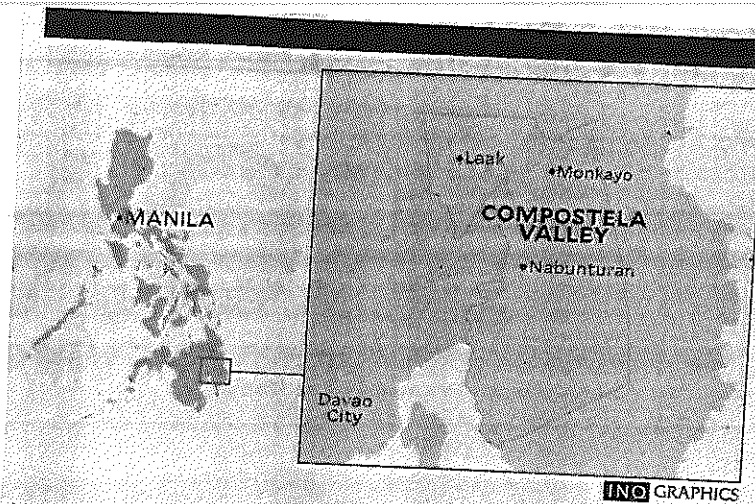 MANILA
Laak
Monkayo
COMPOSTELA
VALLEY
Nabunturan
Davao
City
INQ GRAPHICS